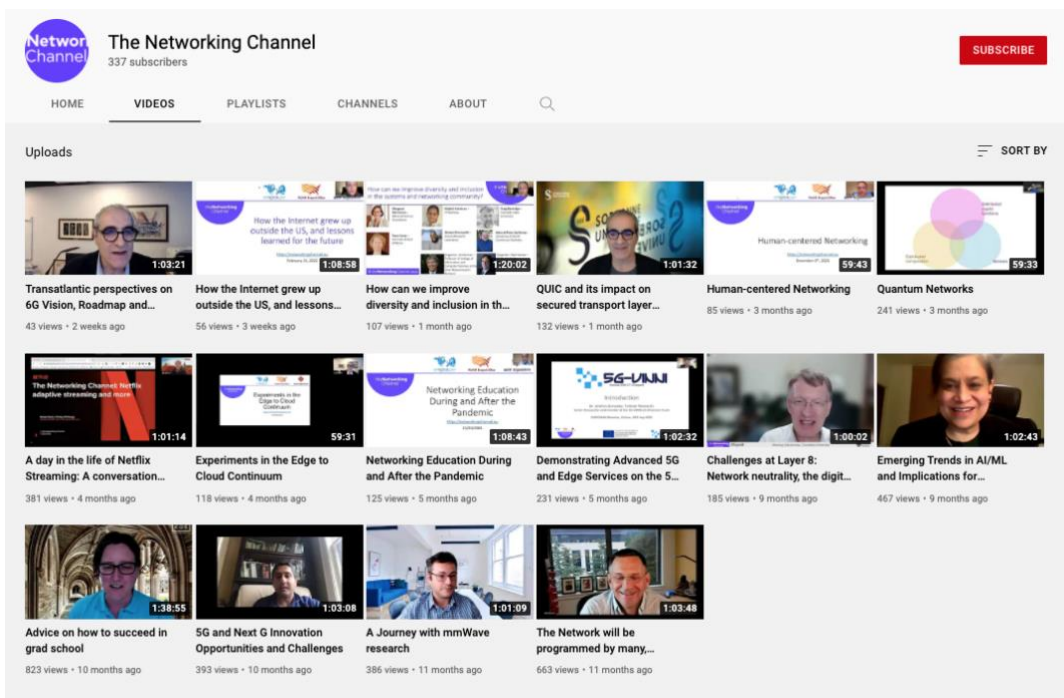 Networ
Channel
The Networking Channel
337 subscribers
SUBSCRIBE
HOME
VIDEOS
PLAYLISTS
CHANNELS
ABOUT
Uploads
SORT BY
1:03:21
How the Internet grew up
outside the US, and lessons
learned for the future
1:08:58
How can we improve diversity and inclusion
in the systems and networking community?
1:20:02
1:01:32
Human-centered Networking
59:43
59:33
Transatlantic perspectives on
6G Vision, Roadmap and...
43 views • 2 weeks ago
How the Internet grew up
outside the US, and lessons...
56 views • 3 weeks ago
How can we improve
diversity and inclusion in th...
107 views • 1 month ago
QUIC and its impact on
secured transport layer...
132 views • 1 month ago
Human-centered Networking
85 views • 3 months ago
Quantum Networks
241 views • 3 months ago
The Networking Channel: Netflix
adaptive streaming and more
1:01:14
Experiments in the
Edge to Cloud
Continuum
59:31
Networking Education
During and After the
Pandemic
1:08:43
5G-VINNI
Introduction
1:02:32
1:00:02
1:02:43
A day in the life of Netflix
Streaming: A conversation...
381 views • 4 months ago
Experiments in the Edge to
Cloud Continuum
118 views • 4 months ago
Networking Education During
and After the Pandemic
125 views • 5 months ago
Demonstrating Advanced 5G
and Edge Services on the 5...
231 views • 5 months ago
Challenges at Layer 8:
Network neutrality, the digit...
185 views • 9 months ago
Emerging Trends in AI/ML
and Implications for...
467 views • 9 months ago
1:38:55
1:03:08
1:01:09
1:03:48
Advice on how to succeed in
grad school
823 views • 10 months ago
5G and Next G Innovation
Opportunities and Challenges
393 views • 10 months ago
A Journey with mmWave
research
386 views • 11 months ago
The Network will be
programmed by many,...
663 views • 11 months ago